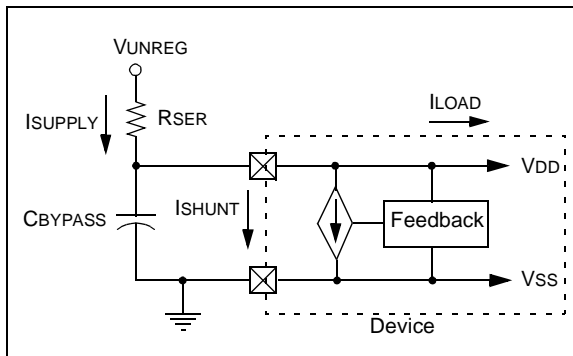 VUNREG
ILOAD
ISUPPLY
RSER
VDD
CBYPASS
ISHUNT
Feedback
VSS
Device